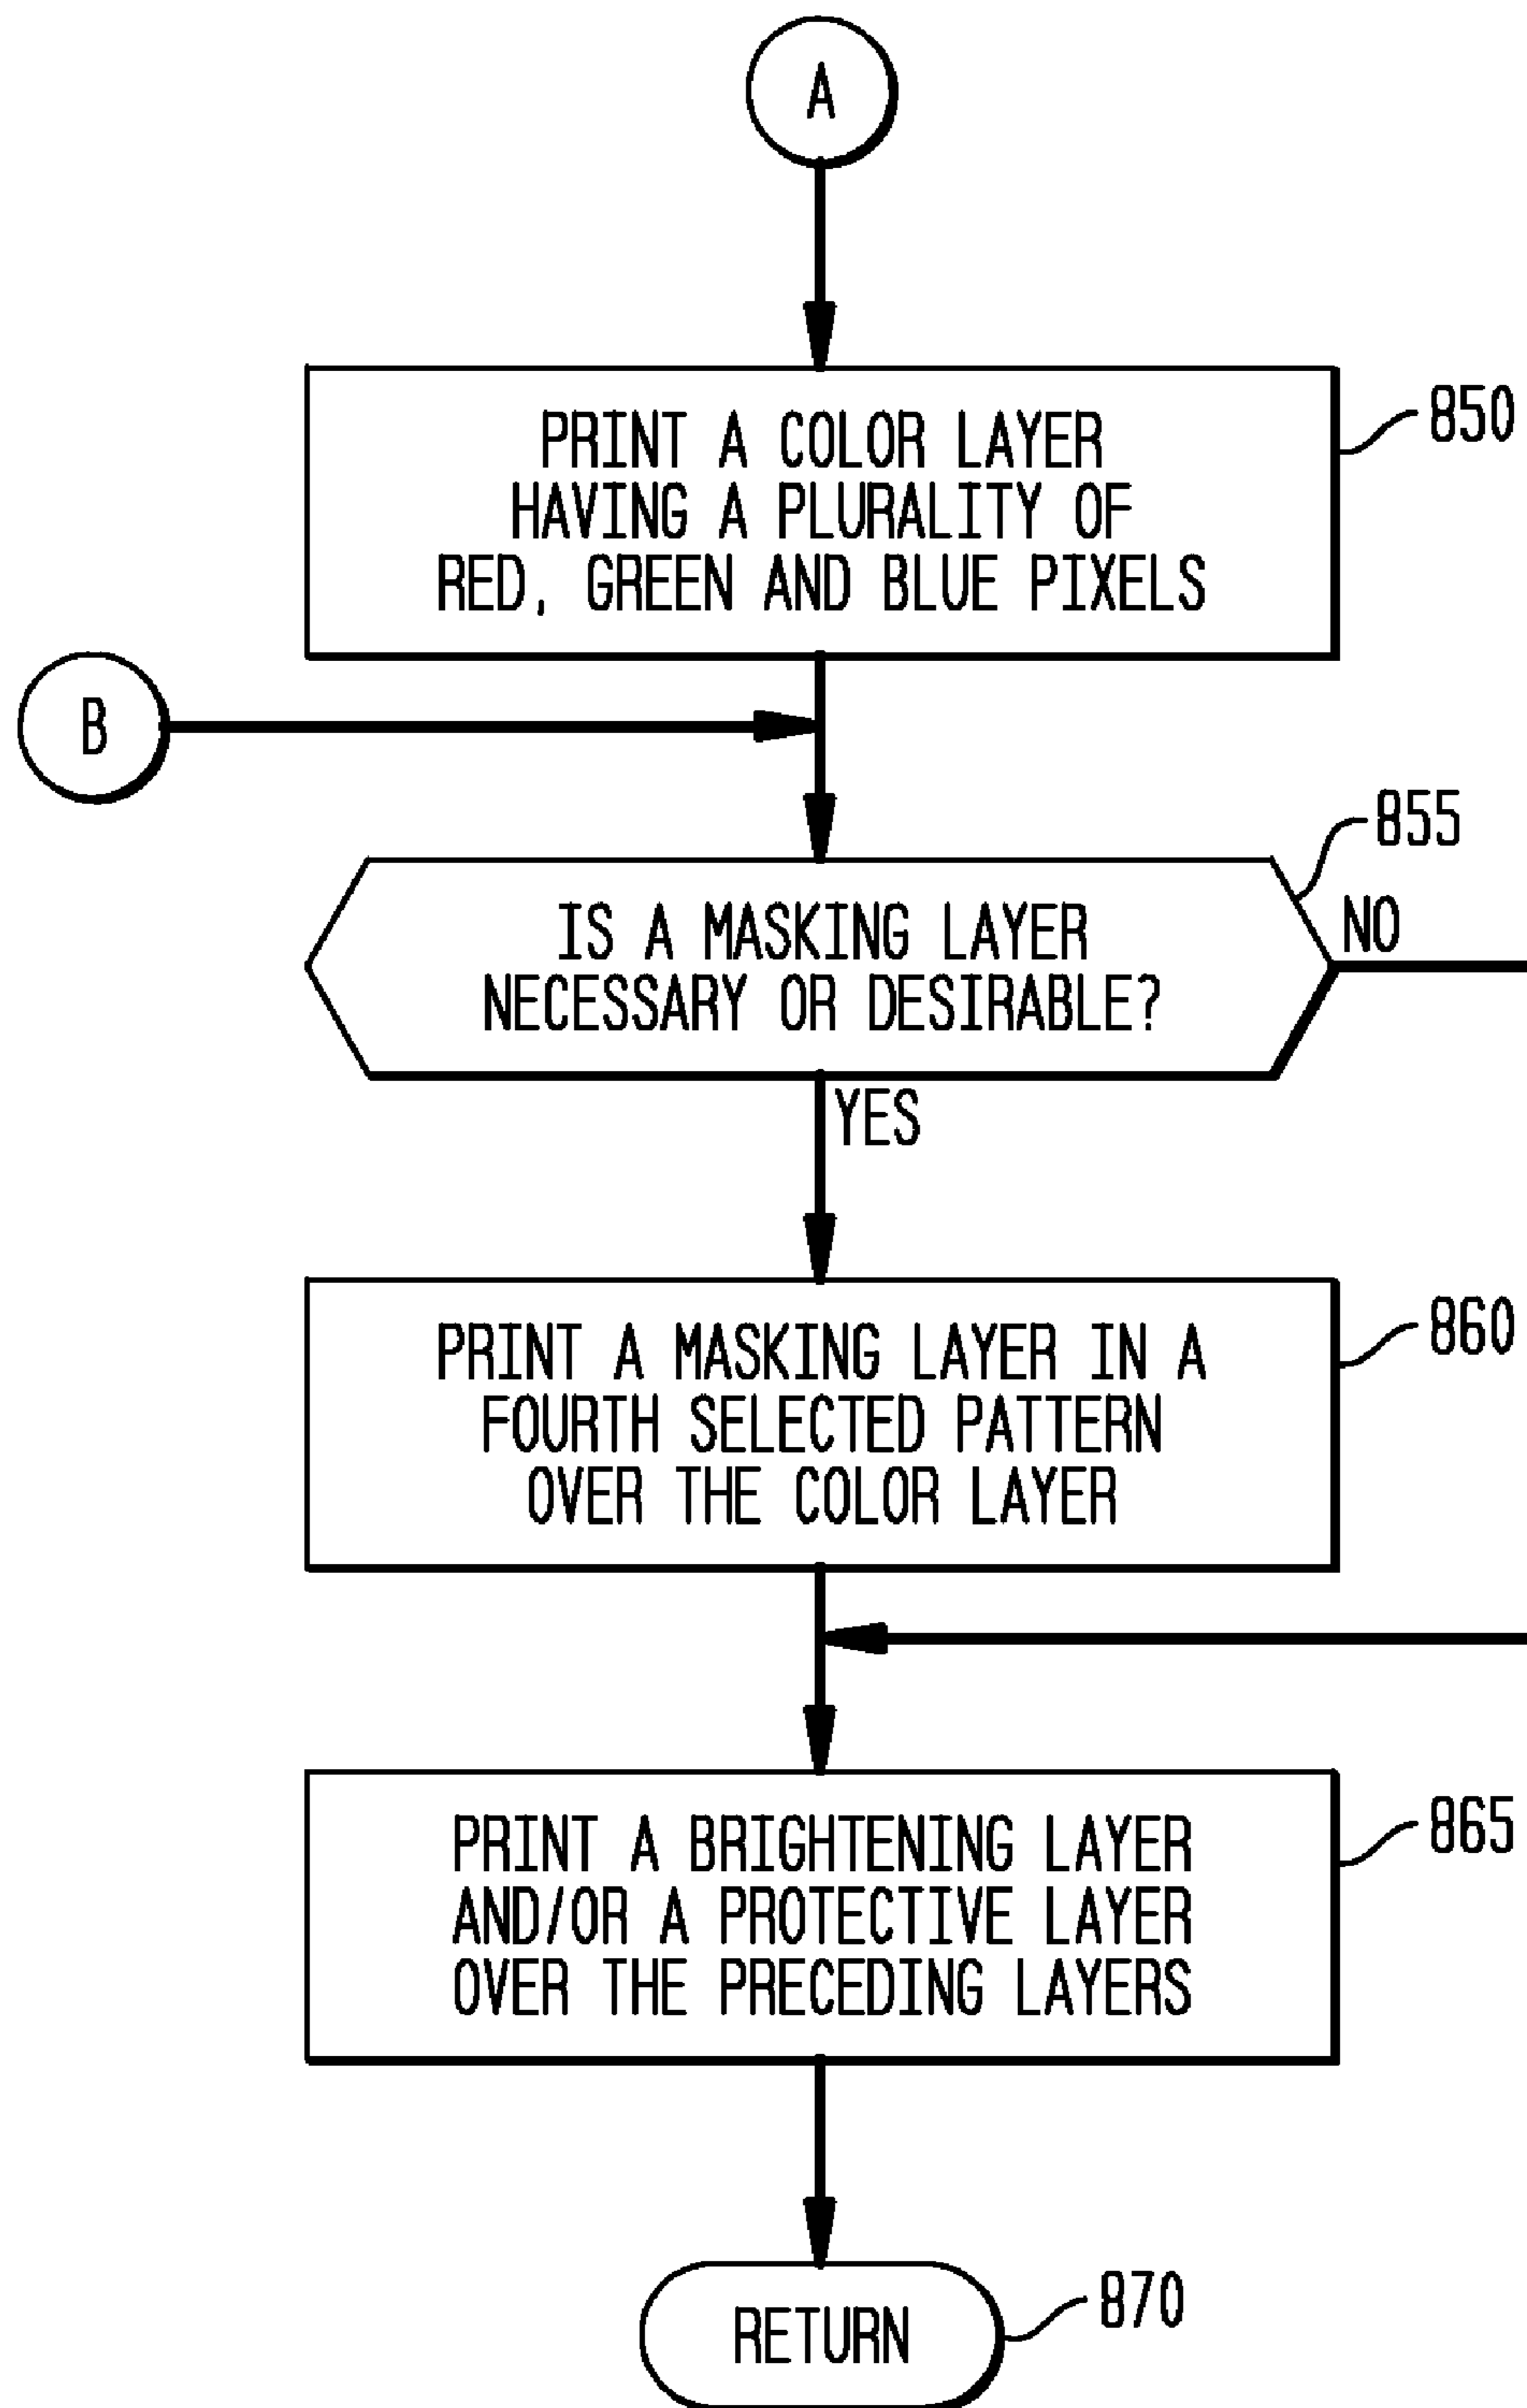 A
PRINT A COLOR LAYER
HAVING A PLURALITY OF
RED, GREEN AND BLUE PIXELS
850
B
855
IS A MASKING LAYER
NECESSARY OR DESIRABLE?
NO
YES
PRINT A MASKING LAYER IN A
FOURTH SELECTED PATTERN
OVER THE COLOR LAYER
860
PRINT A BRIGHTENING LAYER
AND/OR A PROTECTIVE LAYER
OVER THE PRECEDING LAYERS
865
RETURN
870